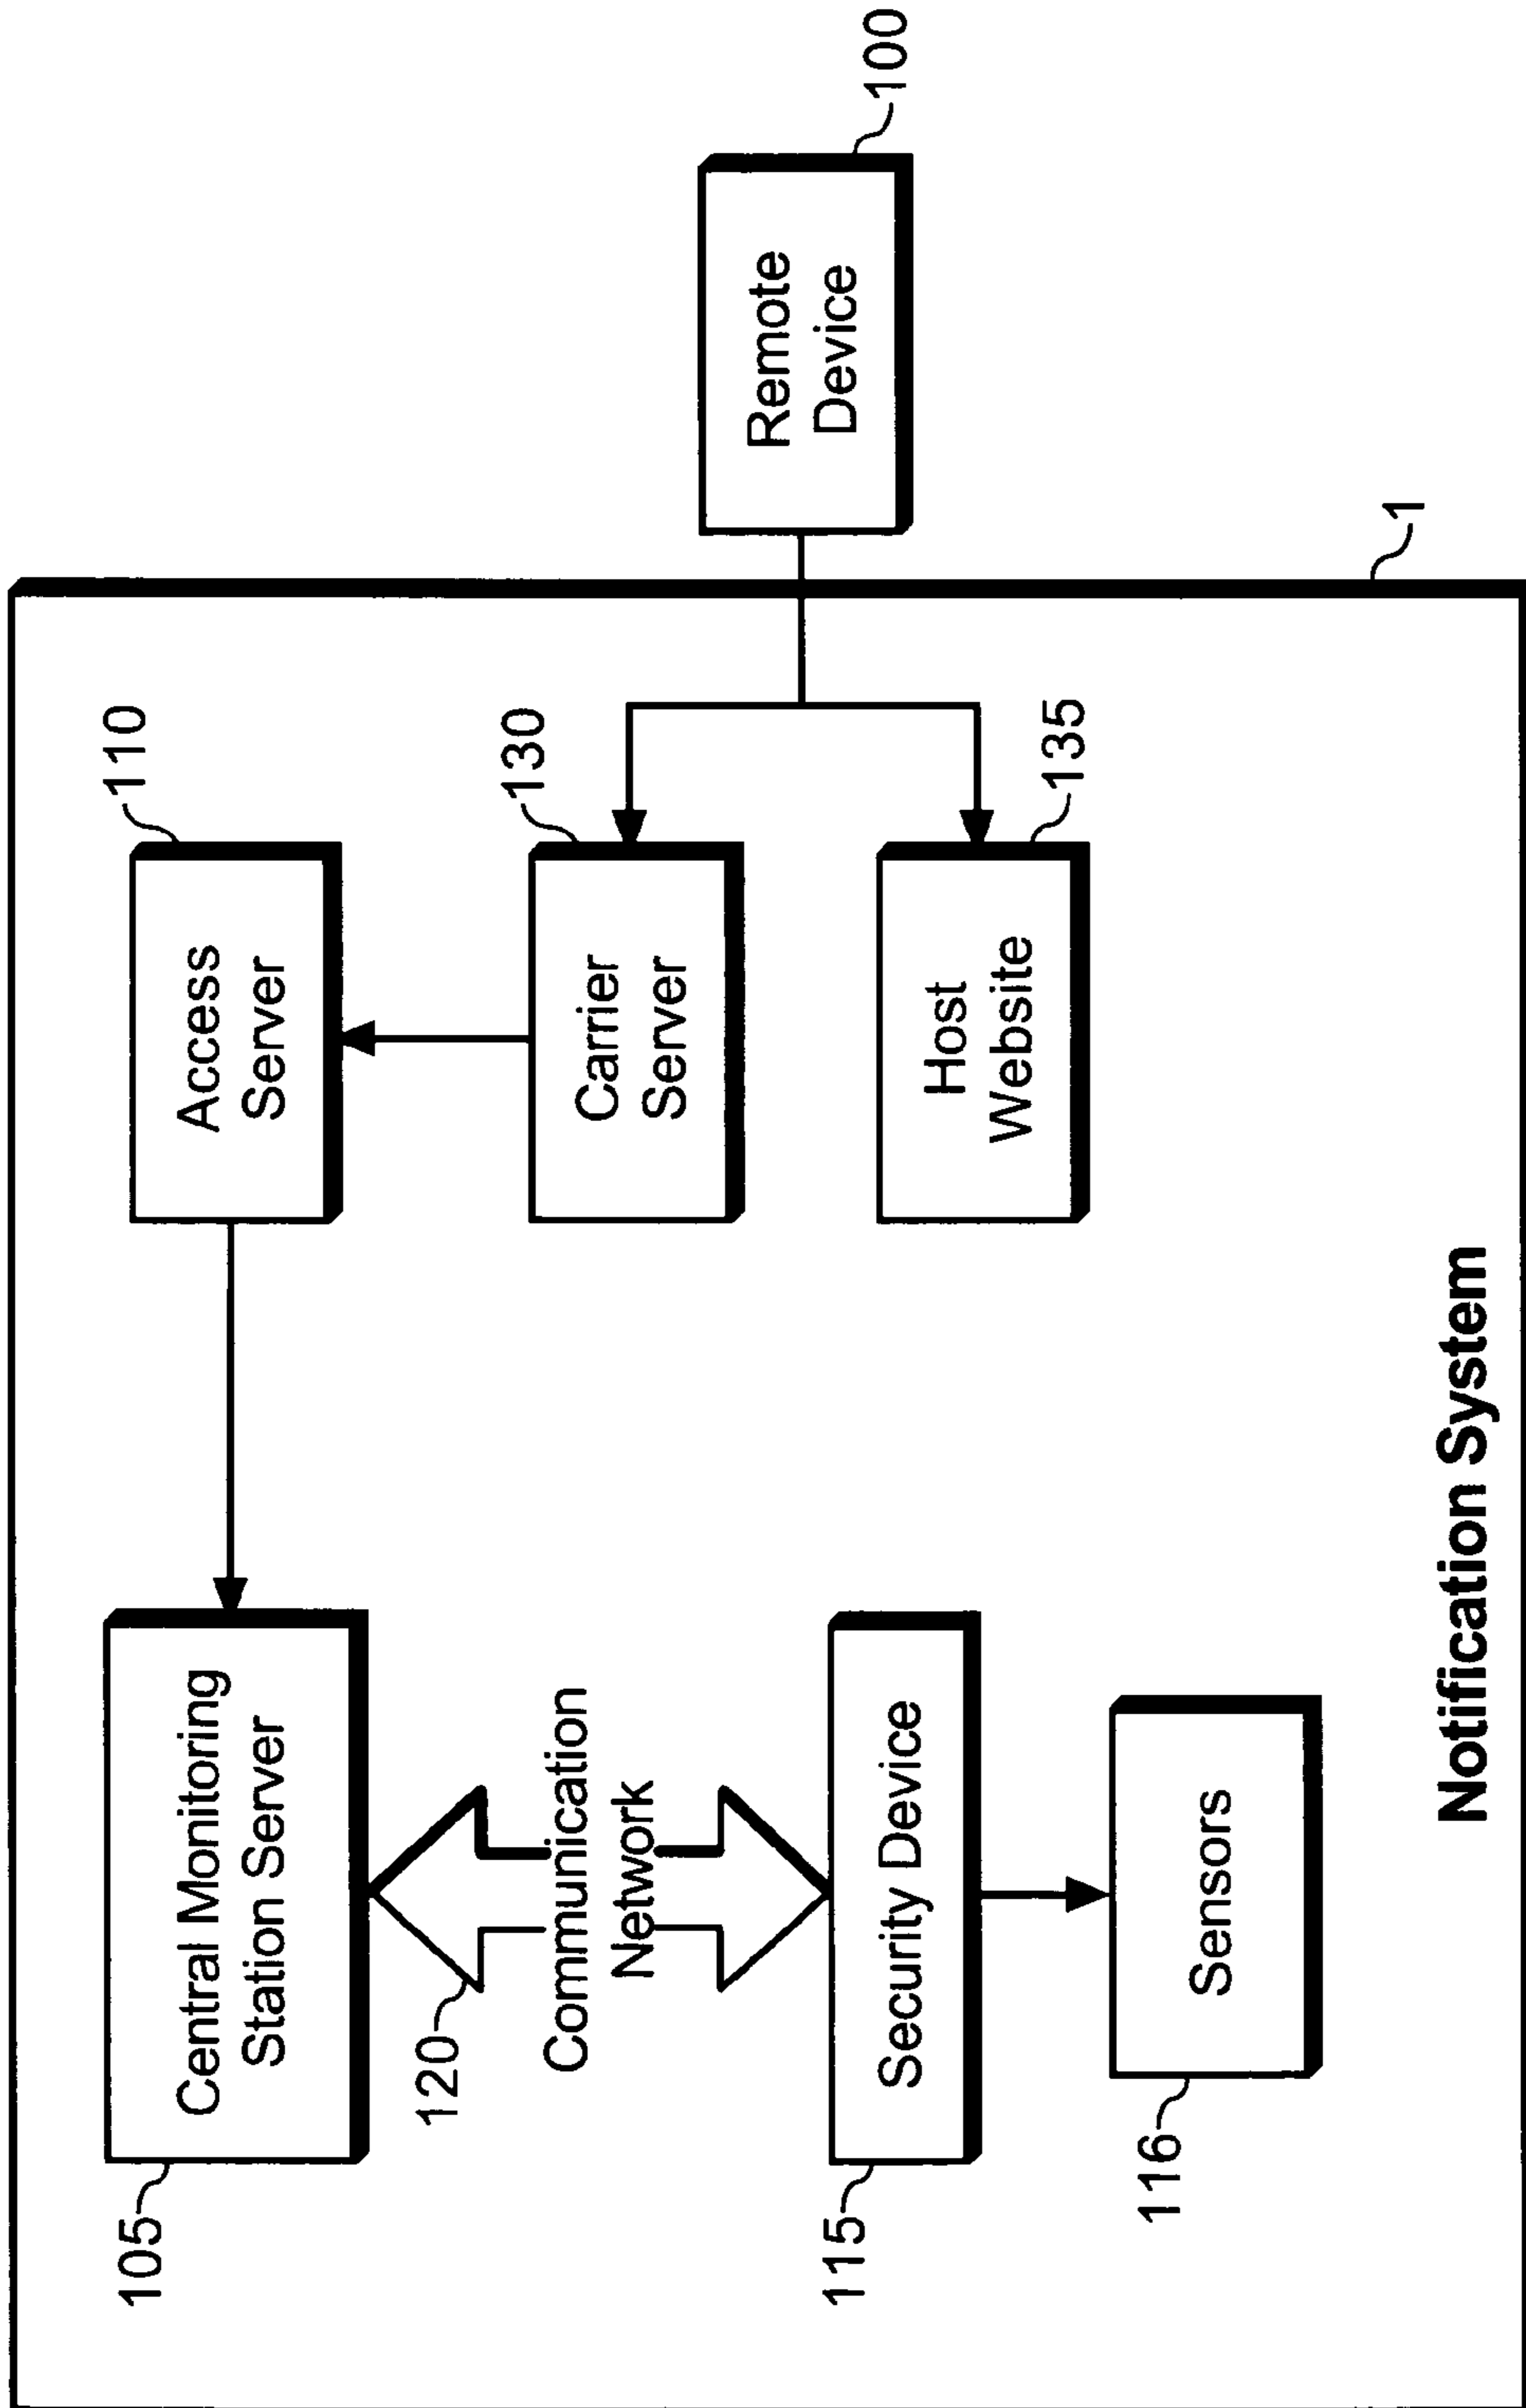 105
Central Monitoring
Station Server
110
Access
Server
120
Communication
Network
130
Carrier
Server
Remote
Device
100
115
Security Device
Host
Website
135
116
Sensors
1
Notification System